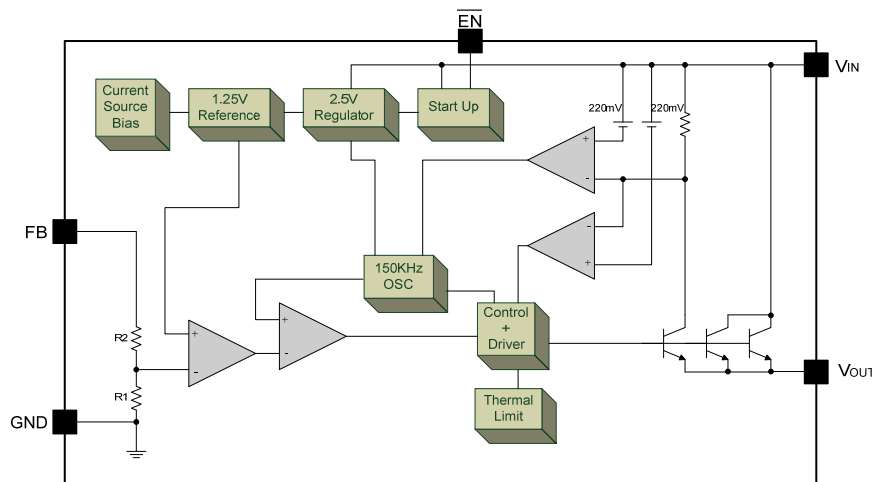 EN
VIN
Current
Source
Bias
1.25V
Reference
2.5V
Regulator
Start Up
220mV
220mV
+
-
-
+
FB
150KHz
OSC
Control
+
Driver
R2
+
-
+
-
R1
VOUT
GND
Thermal
Limit